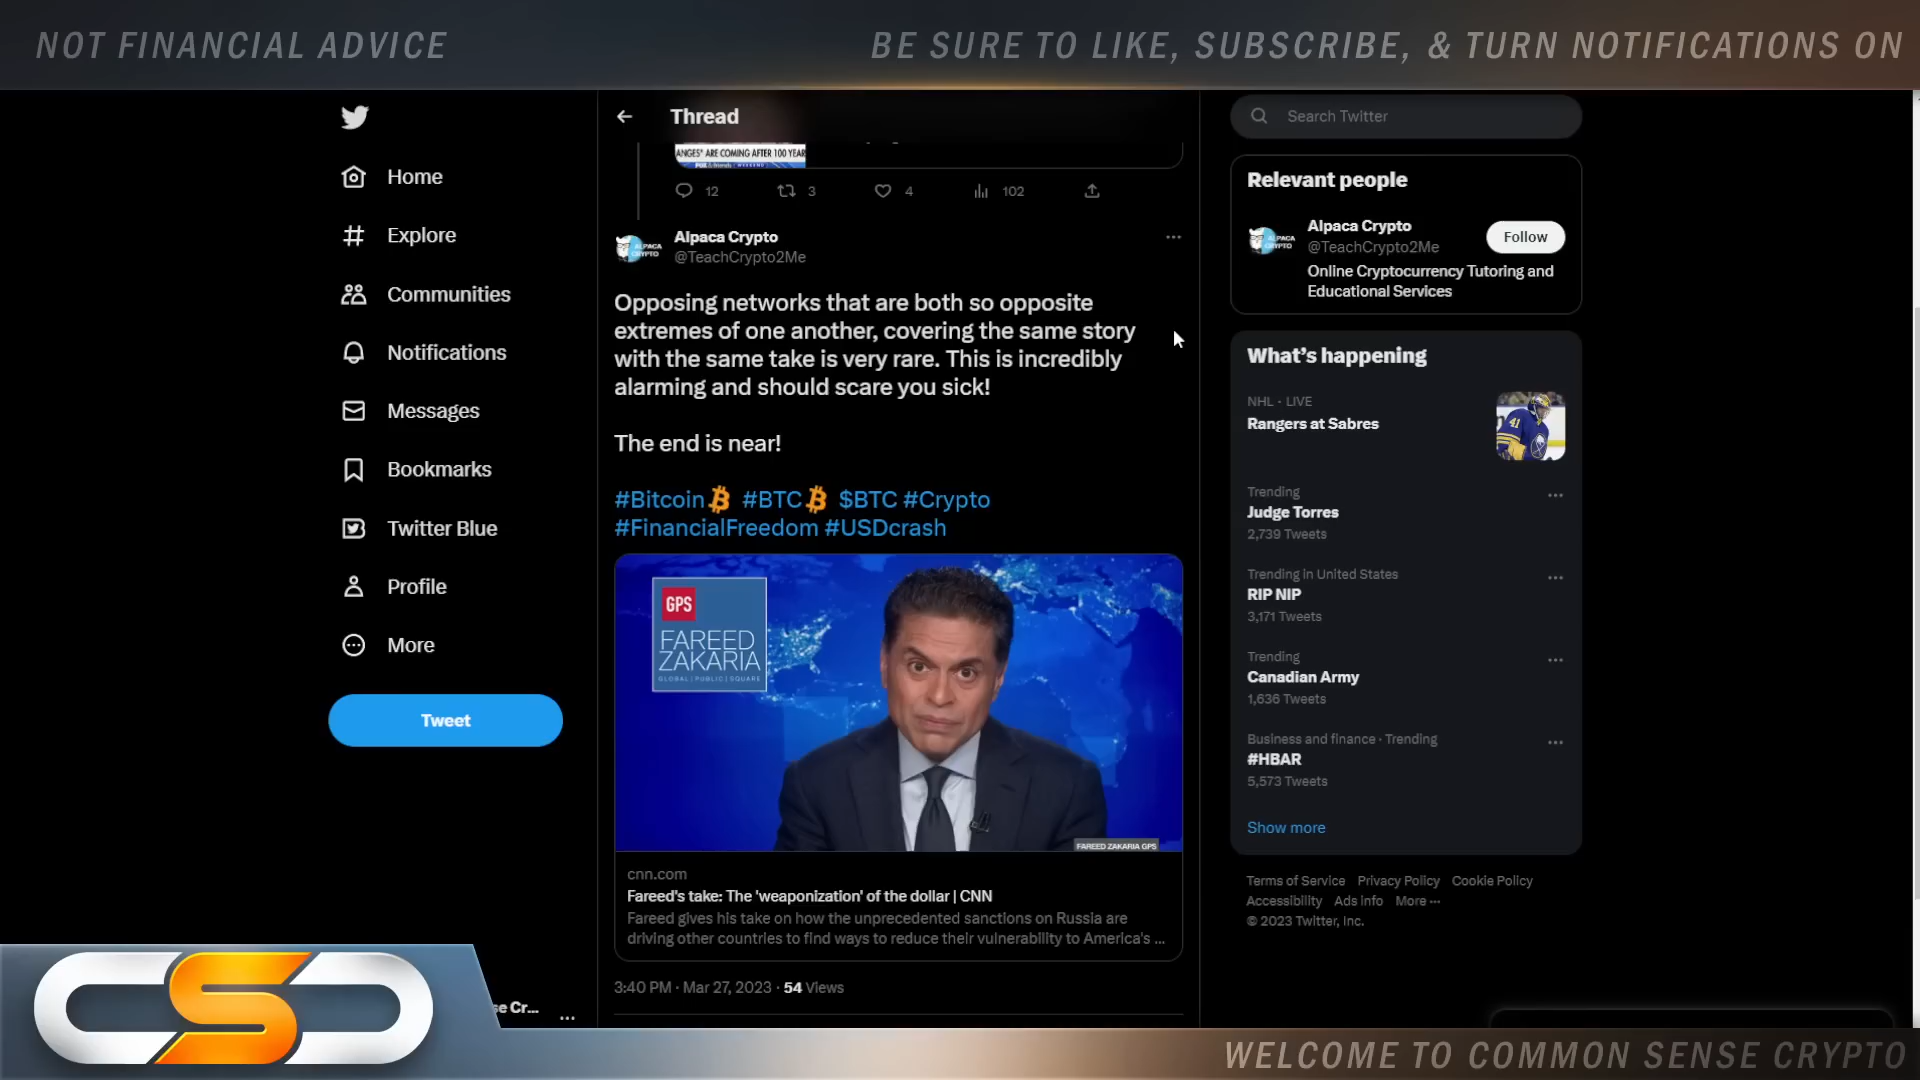 NOT FINANCIAL ADVICE
BE SURE TO LIKE, SUBSCRIBE, & TURN NOTIFICATIONS ON
Home
Explore
Communities
Notifications
Messages
Bookmarks
Twitter Blue
Profile
More
Tweet
se Cr...
Thread
ANGES" ARE COMING AFTER 100 YEAR
12
3
4
102
Alpaca Crypto
@TeachCrypto2Me
Opposing networks that are both so opposite
extremes of one another, covering the same story
with the same take is very rare. This is incredibly
alarming and should scare you sick!
The end is near!
#Bitcoin #BTC $BTC #Crypto
#FinancialFreedom #USDcrash
GPS
FAREED
ZAKARIA
GLOBAL | PUBLIC | SQUARE
FAREED ZAKARIA GPS
cnn.com
Fareed's take: The 'weaponization' of the dollar | CNN
Fareed gives his take on how the unprecedented sanctions on Russia are
driving other countries to find ways to reduce their vulnerability to America's ...
3:40 PM · Mar 27, 2023 · 54 Views
Search Twitter
Relevant people
Alpaca Crypto
@TeachCrypto2Me
Follow
Online Cryptocurrency Tutoring and
Educational Services
What's happening
NHL · LIVE
Rangers at Sabres
41
Trending
Judge Torres
2,739 Tweets
Trending in United States
RIP NIP
3,171 Tweets
Trending
Canadian Army
1,636 Tweets
Business and finance · Trending
#HBAR
5,573 Tweets
Show more
Terms of Service Privacy Policy Cookie Policy
Accessibility Ads info More ...
© 2023 Twitter, Inc.
CSC
WELCOME TO COMMON SENSE CRYPTO